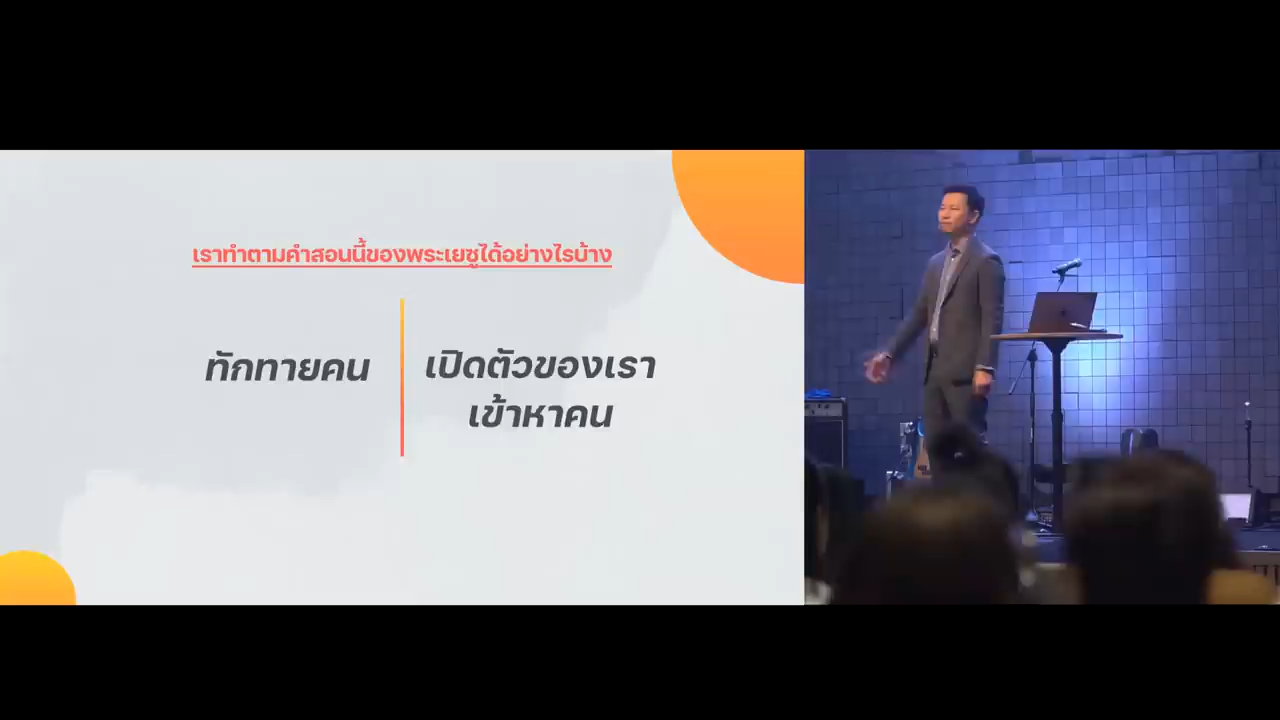 เราทำตามคำสอนนี้ของพระเยซูได้อย่างไรบ้าง
ทักทายคน
เปิดตัวของเรา
เข้าหาคน